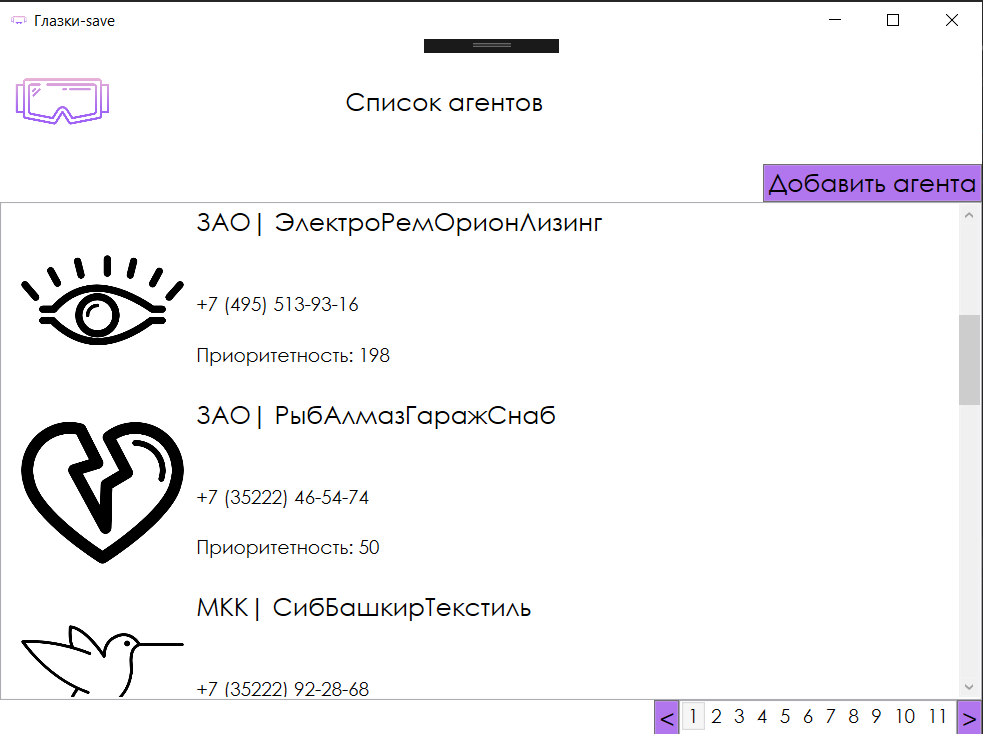 Глазки-save
Список агентов
Добавить агента
ЗАО| ЭлектроРемОрионЛизинг
+7 (495) 513-93-16
Приоритетность: 198
ЗАО| РыбАлмазГаражСнаб
+7 (35222) 46-54-74
Приоритетность: 50
МКК| СибБашкирТекстиль
+7 (35222) 92-28-68
< 1 2 3 4 5 6 7 8 9 10 11 >